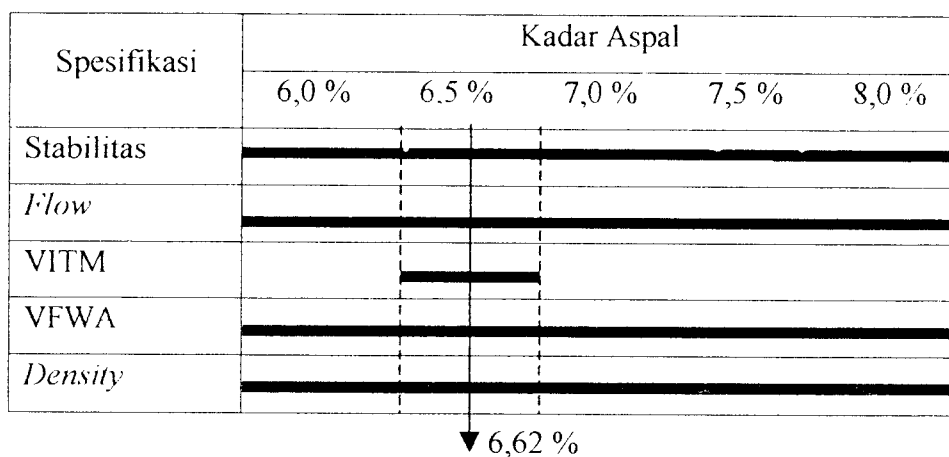 Spesifikasi
Kadar Aspal
6,0 % 6,5 % 7,0 % 7,5 % 8,0 %
Stabilitas
Flow
VITM
VFWA
Density
6,62 %